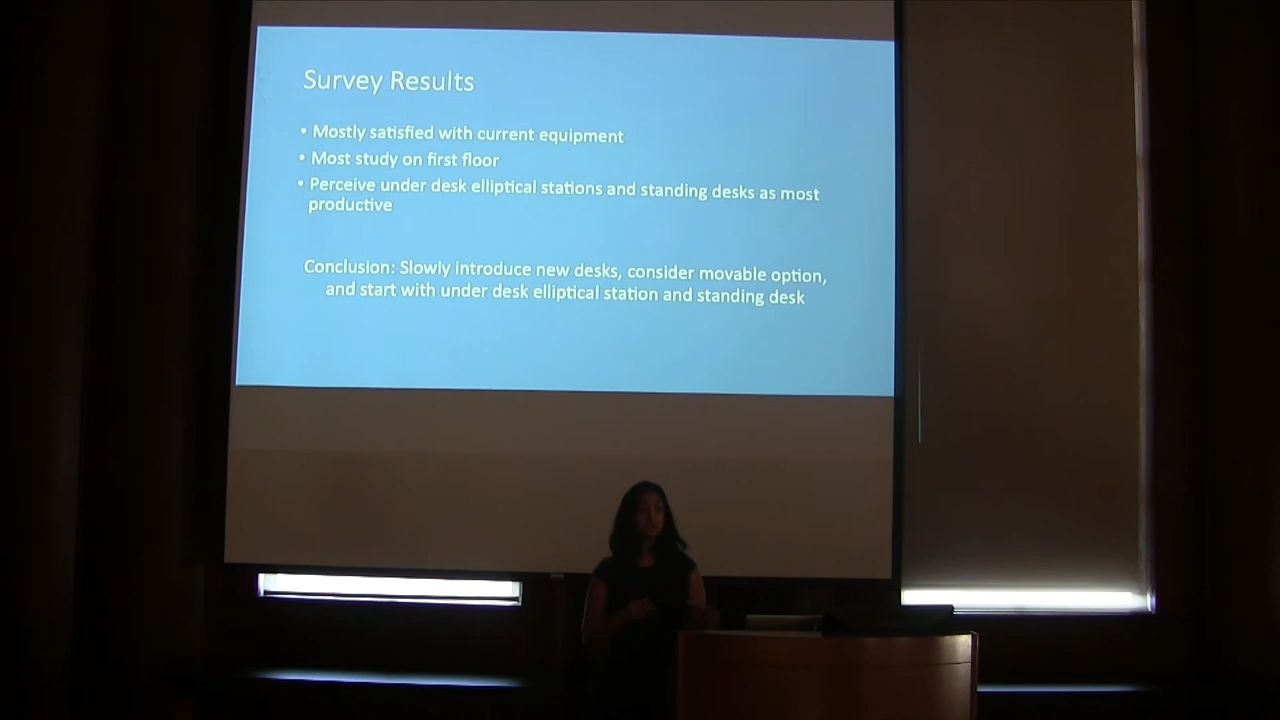 Survey Results
• Mostly satisfied with current equipment
• Most study on first floor
• Perceive under desk elliptical stations and standing desks as most
productive
Conclusion: Slowly introduce new desks, consider movable option,
and start with under desk elliptical station and standing desk